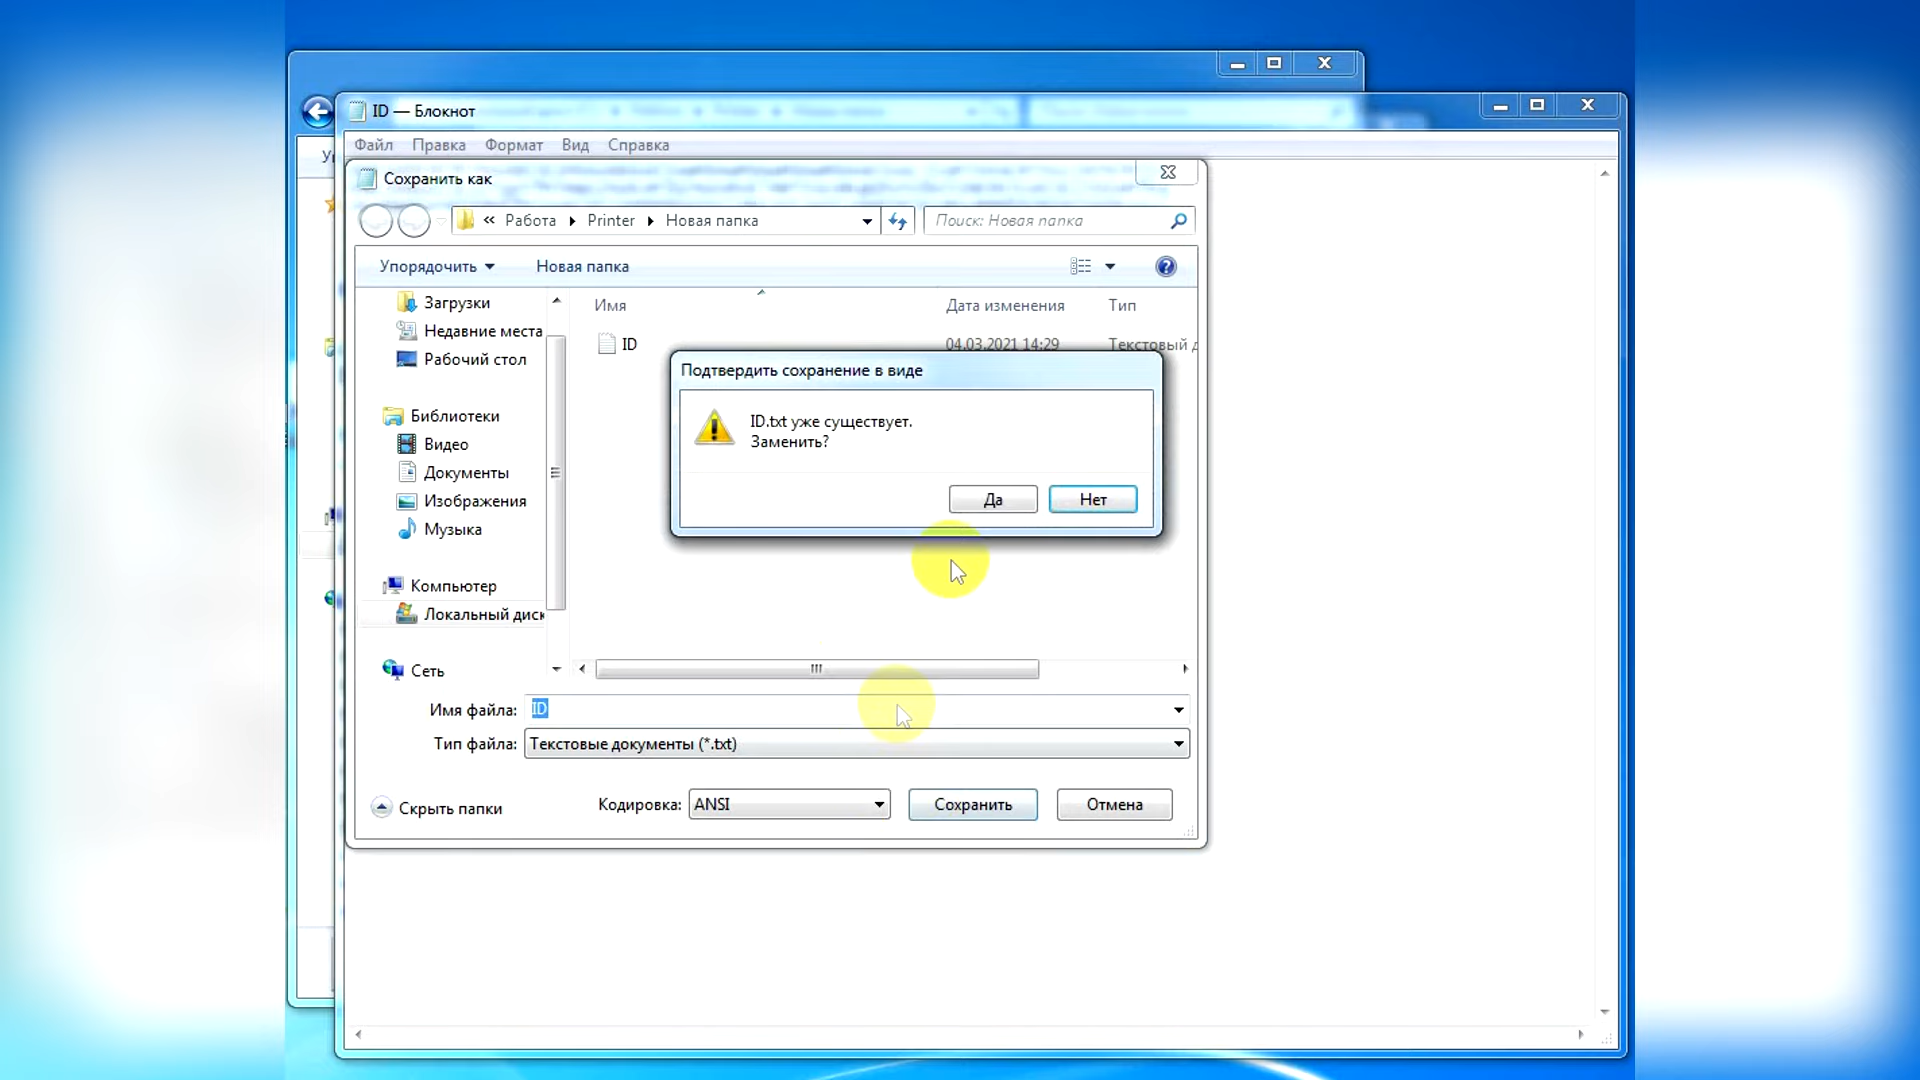 ID — Блокнот
Файл Правка Формат Вид Справка
Сохранить как
« Работа Printer Новая папка
Поиск: Новая папка
Упорядочить Новая папка
Имя Дата изменения Тип
ID 04.03.2021 14:29 Текстовый д
Загрузки
Недавние места
Рабочий стол
Библиотеки
Видео
Документы
Изображения
Музыка
Компьютер
Локальный диск
Сеть
Подтвердить сохранение в виде
ID.txt уже существует.
Заменить?
Да Нет
Имя файла: ID
Тип файла: Текстовые документы (*.txt)
Скрыть папки Кодировка: ANSI Сохранить Отмена